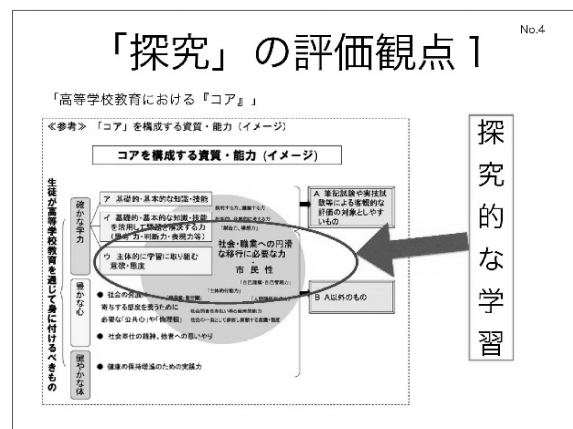 No.4
「探究」の評価観点1
「高等学校教育における『コア』」
≪参考≫ 「コア」を構成する資質・能力(イメージ)
コアを構成する資質・能力(イメージ)
生徒が高等学校教育を通じて身に付けるべきもの
確かな学力
ア 基礎的・基本的な知識・技能
イ 基礎的・基本的な知識・技能
を活用して課題を解決する力
(思考力・判断力・表現力等)
ウ 主体的に学習に取り組む
意欲・態度
豊かな心
● 社会の発展に
寄与する態度を養うために
必要な「公共心」や「倫理観」
● 社会奉仕の精神、他者への思いやり
健やかな体
● 健康の保持増進のための実践力
社会・職業への円滑
な移行に必要な力
・
市民性
A 筆記試験や実技試
験等による客観的な
評価の対象としやす
いもの
B A以外のもの
探究的な学習